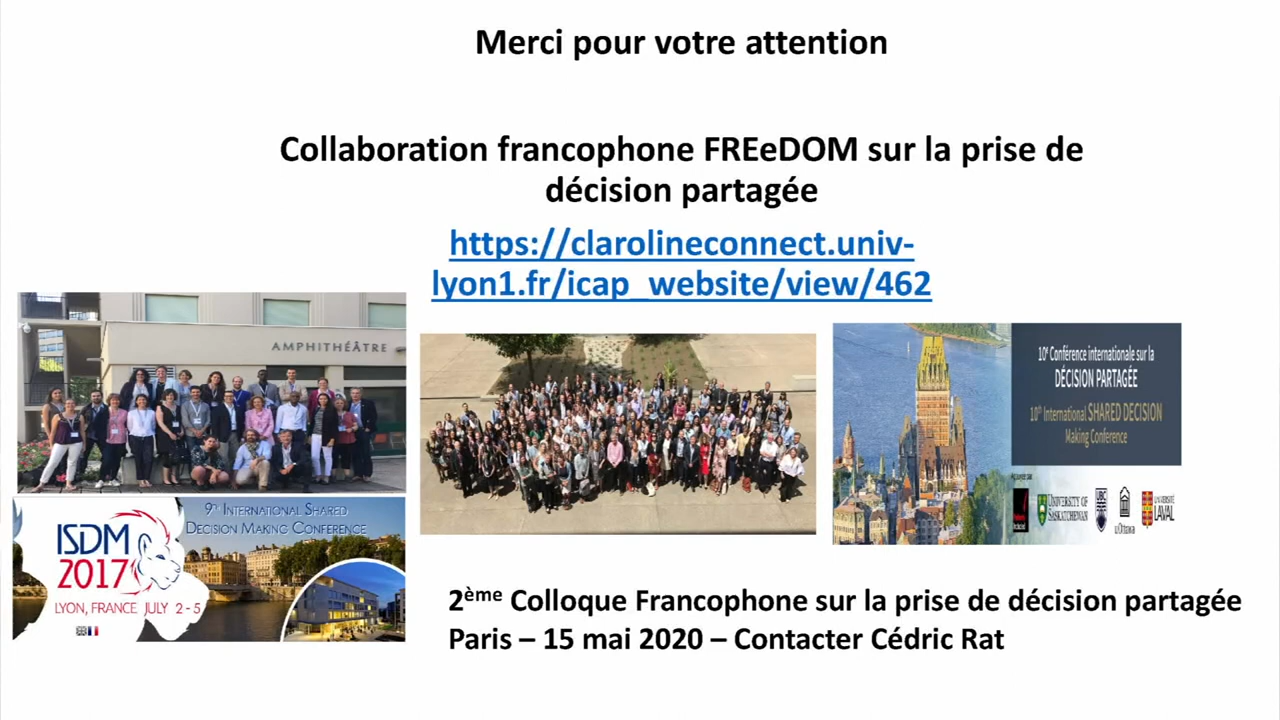 Merci pour votre attention
Collaboration francophone FREeDOM sur la prise de
décision partagée
https://clarolineconnect.univ-
lyon1.fr/icap_website/view/462
AMPHITHÉÂTRE
10e Conférence internationale sur la
DÉCISION PARTAGÉE
10th International SHARED DECISION
Making Conference
UNIVERSITY OF
SASKATCHEWAN
UBC
uOttawa
UNIVERSITÉ
LAVAL
9TH INTERNATIONAL SHARED
DECISION MAKING CONFERENCE
ISDM
2017
LYON, FRANCE JULY 2-5
2ème Colloque Francophone sur la prise de décision partagée
Paris – 15 mai 2020 – Contacter Cédric Rat